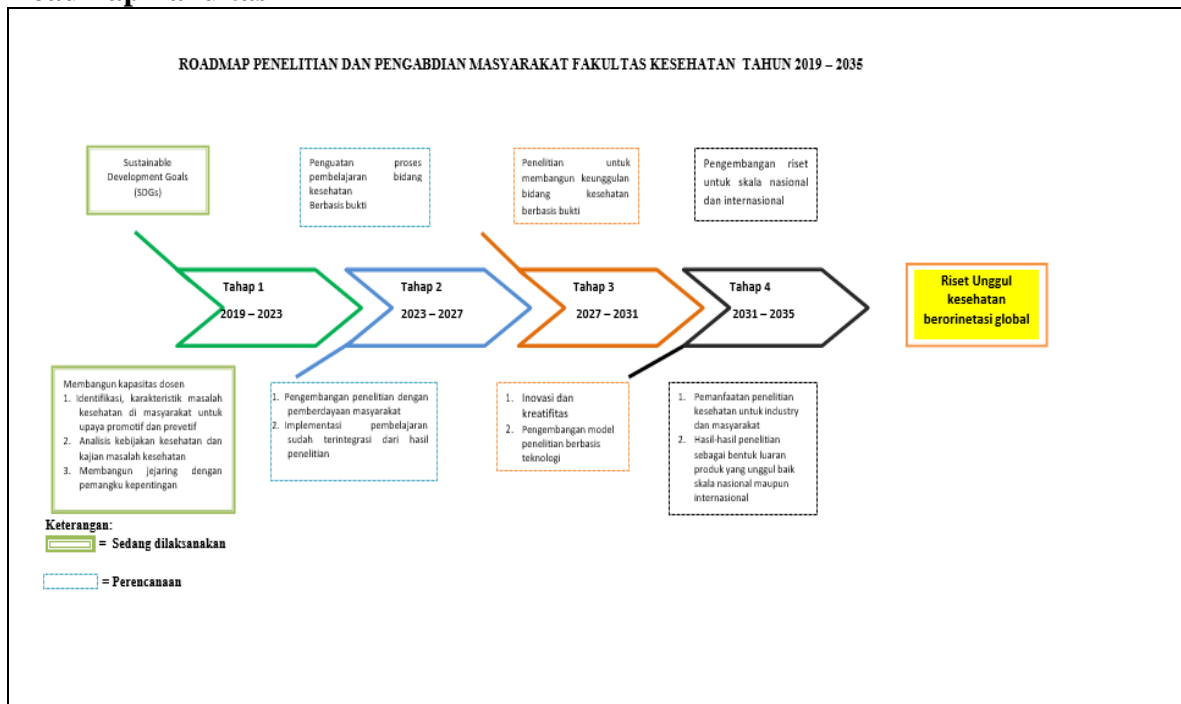 ROADMAP PENELITIAN DAN PENGABDIAN MASYARAKAT FAKULTAS KESEHATAN TAHUN 2019 – 2035
Sustainable
Development Goals
(SDGs)
Penguatan proses
pembelajaran bidang
kesehatan
Berbasis bukti
Penelitian untuk
membangun keunggulan
bidang kesehatan
berbasis bukti
Pengembangan riset
untuk skala nasional
dan internasional
Tahap 1
2019 – 2023
Tahap 2
2023 – 2027
Tahap 3
2027 – 2031
Tahap 4
2031 – 2035
Riset Unggul
kesehatan
berorinetasi global
Membangun kapasitas dosen
1. Identifikasi, karakteristik masalah
kesehatan di masyarakat untuk
upaya promotif dan prevetif
2. Analisis kebijakan kesehatan dan
kajian masalah kesehatan
3. Membangun jejaring dengan
pemangku kepentingan
1. Pengembangan penelitian dengan
pemberdayaan masyarakat
2. Implementasi pembelajaran
sudah terintegrasi dari hasil
penelitian
1. Inovasi dan
kreatifitas
2. Pengembangan model
penelitian berbasis
teknologi
1. Pemanfaatan penelitian
kesehatan untuk industry
dan masyarakat
2. Hasil-hasil penelitian
sebagai bentuk luaran
produk yang unggul baik
skala nasional maupun
internasional
Keterangan:
= Sedang dilaksanakan
= Perencanaan